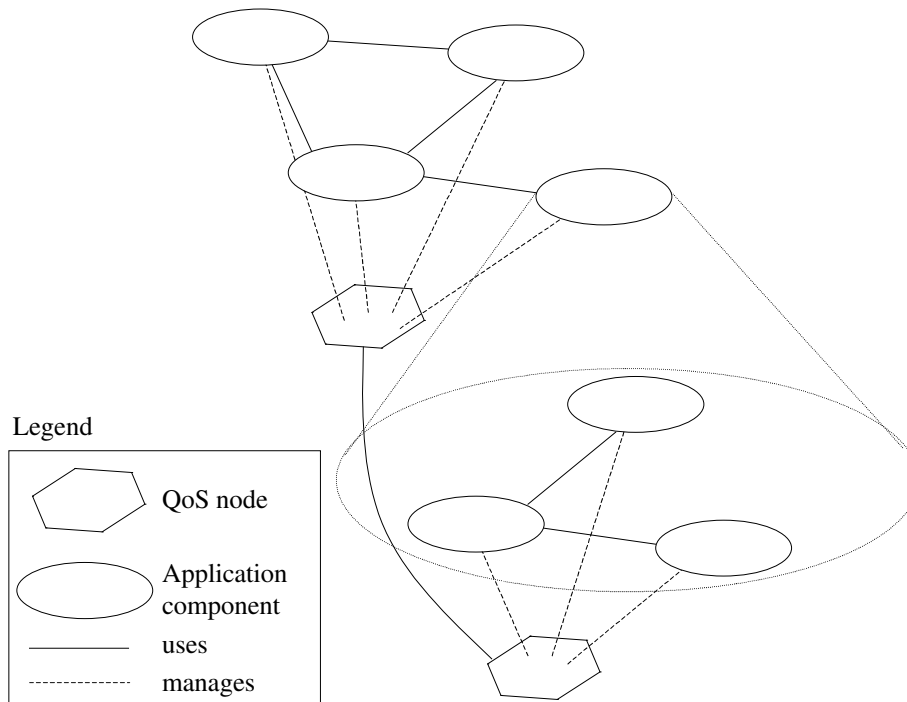 Legend
QoS node
Application
component
uses
manages